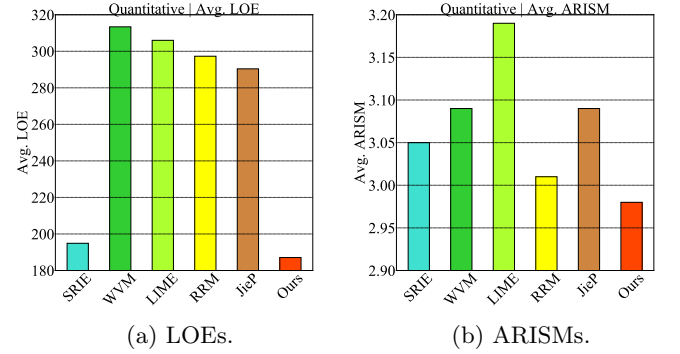 Quantitative | Avg. LOE
320
300
280
260
240
220
200
180
Avg. LOE
SRIE
WVM
LIME
RRM
JieP
Ours
(a) LOEs.
Quantitative | Avg. ARISM
3.20
3.15
3.10
3.05
3.00
2.95
2.90
Avg. ARISM
SRIE
WVM
LIME
RRM
JieP
Ours
(b) ARISMs.